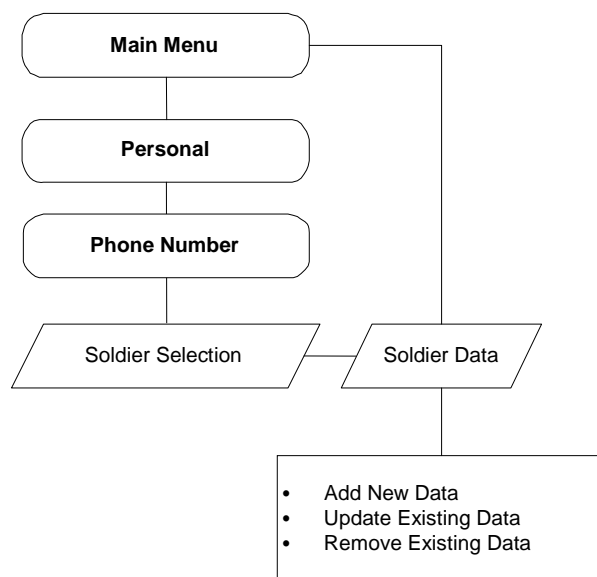 Main Menu
Personal
Phone Number
Soldier Selection
Soldier Data
• Add New Data
• Update Existing Data
• Remove Existing Data